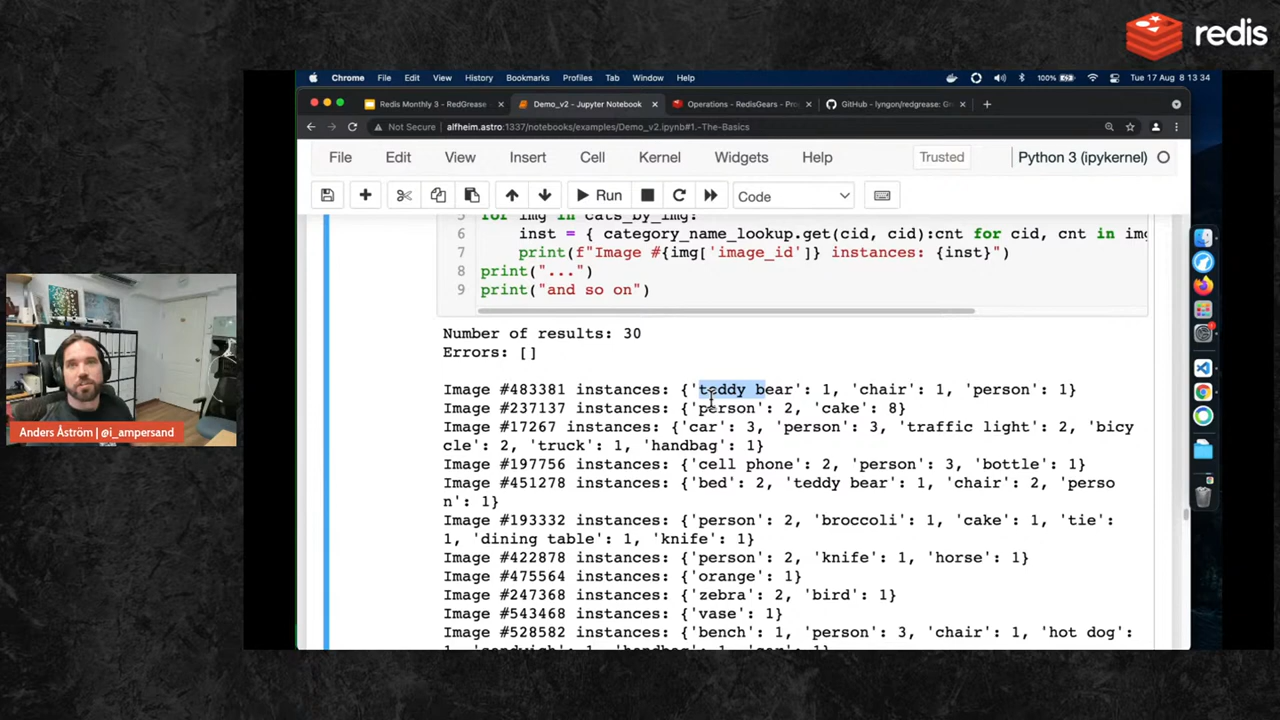 redis
Chrome File Edit View History Bookmarks Profiles Tab Window Help 100% Tue 17 Aug 8 13 34
Redis Monthly 3 - RedGrease Demo_v2 - Jupyter Notebook Operations - RedisGears - Pro GitHub - lyngon/redgrease: Gr
Not Secure alfheim.astro:1337/notebooks/examples/Demo_v2.ipynb#1.-The-Basics
File Edit View Insert Cell Kernel Widgets Help Trusted Python 3 (ipykernel)
Run Code
5 for img in cats_by_img:
6 inst = { category_name_lookup.get(cid, cid):cnt for cid, cnt in img
7 print(f"Image #{img['image_id']} instances: {inst}")
8 print("...")
9 print("and so on")
Number of results: 30
Errors: []
Image #483381 instances: {'teddy bear': 1, 'chair': 1, 'person': 1}
Image #237137 instances: {'person': 2, 'cake': 8}
Image #17267 instances: {'car': 3, 'person': 3, 'traffic light': 2, 'bicy
cle': 2, 'truck': 1, 'handbag': 1}
Image #197756 instances: {'cell phone': 2, 'person': 3, 'bottle': 1}
Image #451278 instances: {'bed': 2, 'teddy bear': 1, 'chair': 2, 'perso
n': 1}
Image #193332 instances: {'person': 2, 'broccoli': 1, 'cake': 1, 'tie':
1, 'dining table': 1, 'knife': 1}
Image #422878 instances: {'person': 2, 'knife': 1, 'horse': 1}
Image #475564 instances: {'orange': 1}
Image #247368 instances: {'zebra': 2, 'bird': 1}
Image #543468 instances: {'vase': 1}
Image #528582 instances: {'bench': 1, 'person': 3, 'chair': 1, 'hot dog':
Anders Åström | @i_ampersand